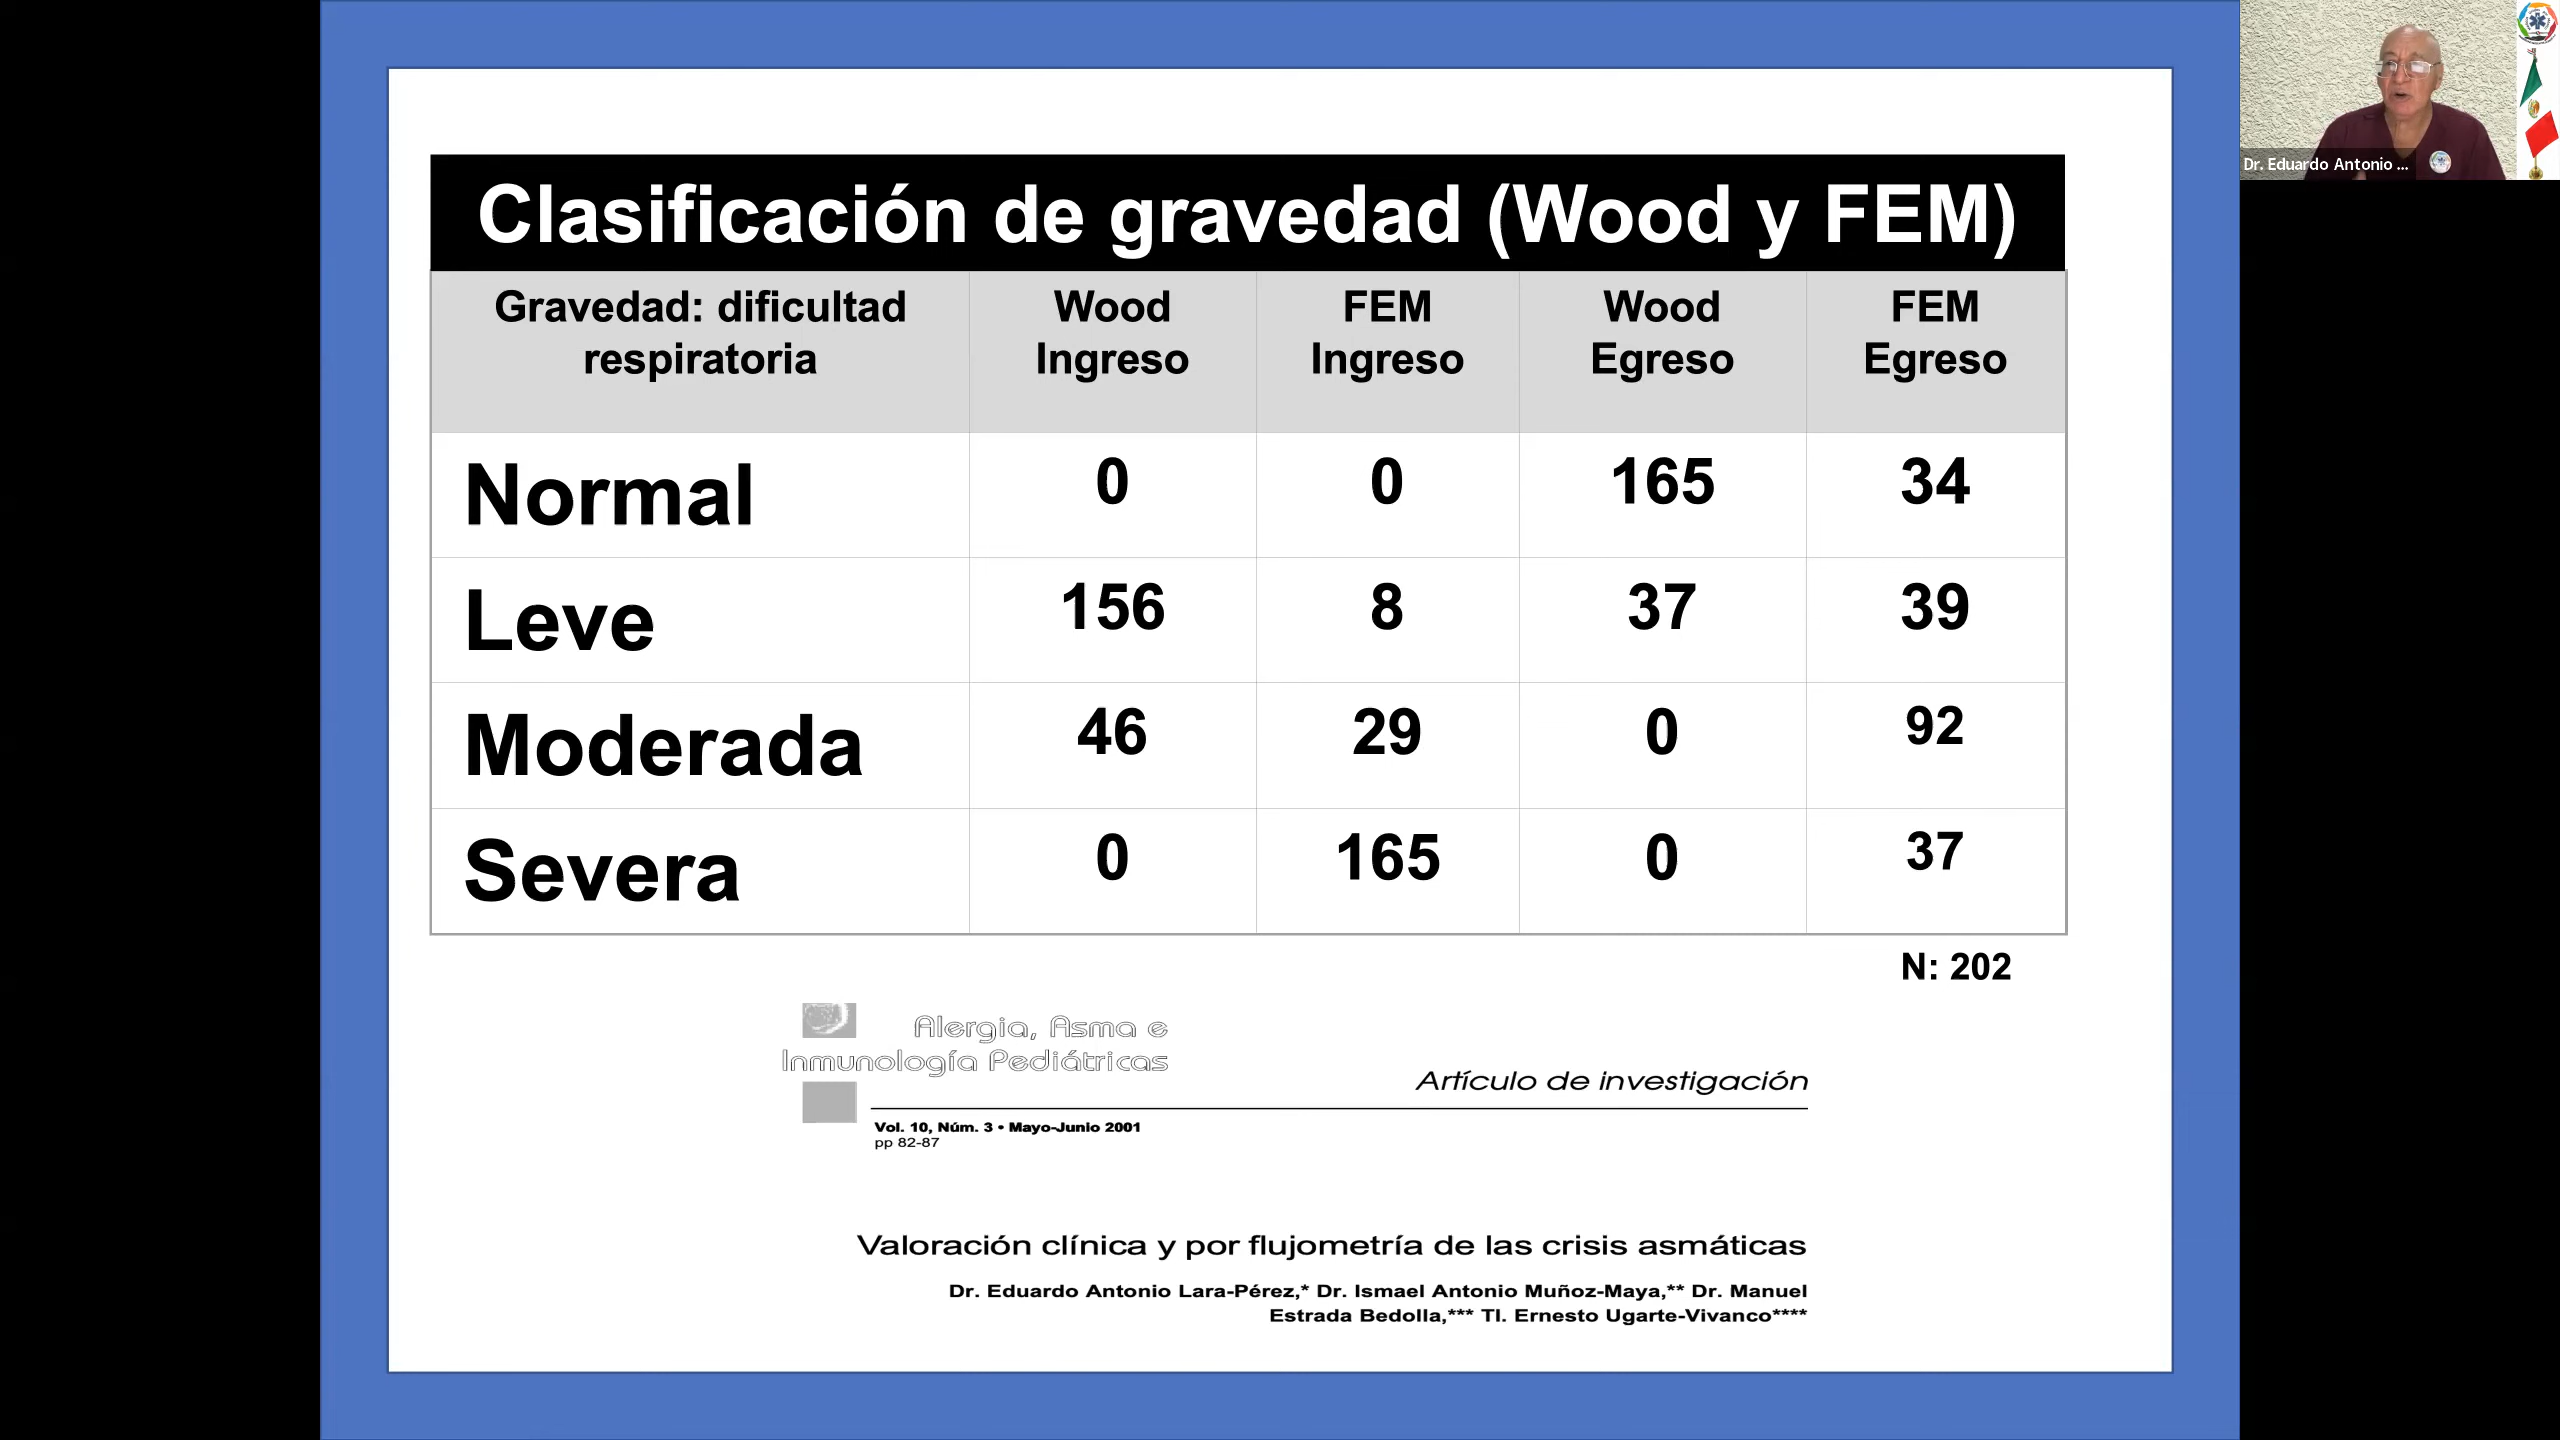 Clasificación de gravedad (Wood y FEM)
Gravedad: dificultad respiratoria Wood Ingreso FEM Ingreso Wood Egreso FEM Egreso
Normal 0 0 165 34
Leve 156 8 37 39
Moderada 46 29 0 92
Severa 0 165 0 37
N: 202
Alergia, Asma e
Inmunología Pediátricas
Artículo de investigación
Vol. 10, Núm. 3 • Mayo-Junio 2001
pp 82-87
Valoración clínica y por flujometría de las crisis asmáticas
Dr. Eduardo Antonio Lara-Pérez,* Dr. Ismael Antonio Muñoz-Maya,** Dr. Manuel
Estrada Bedolla,*** TI. Ernesto Ugarte-Vivanco****
Dr. Eduardo Antonio ...